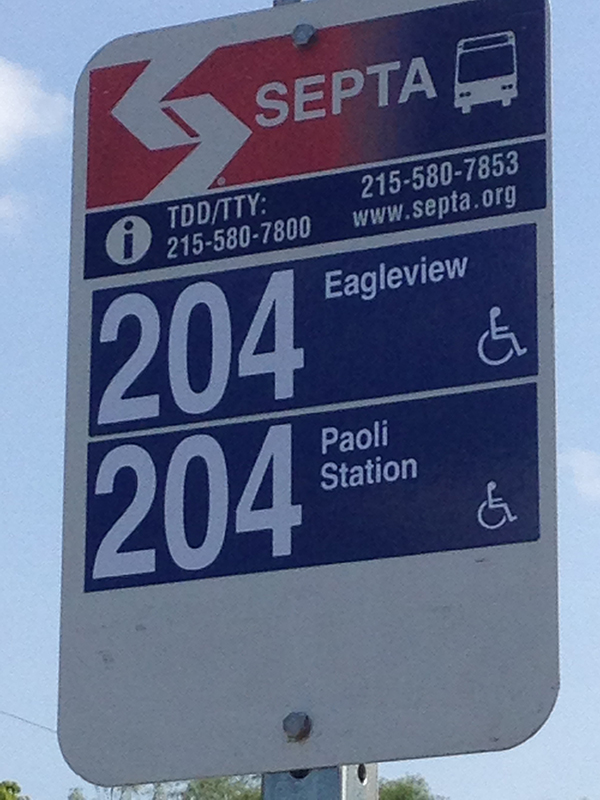 SEPTA
TDD/TTY:
215-580-7800
215-580-7853
www.septa.org
204 Eagleview
204 Paoli
Station